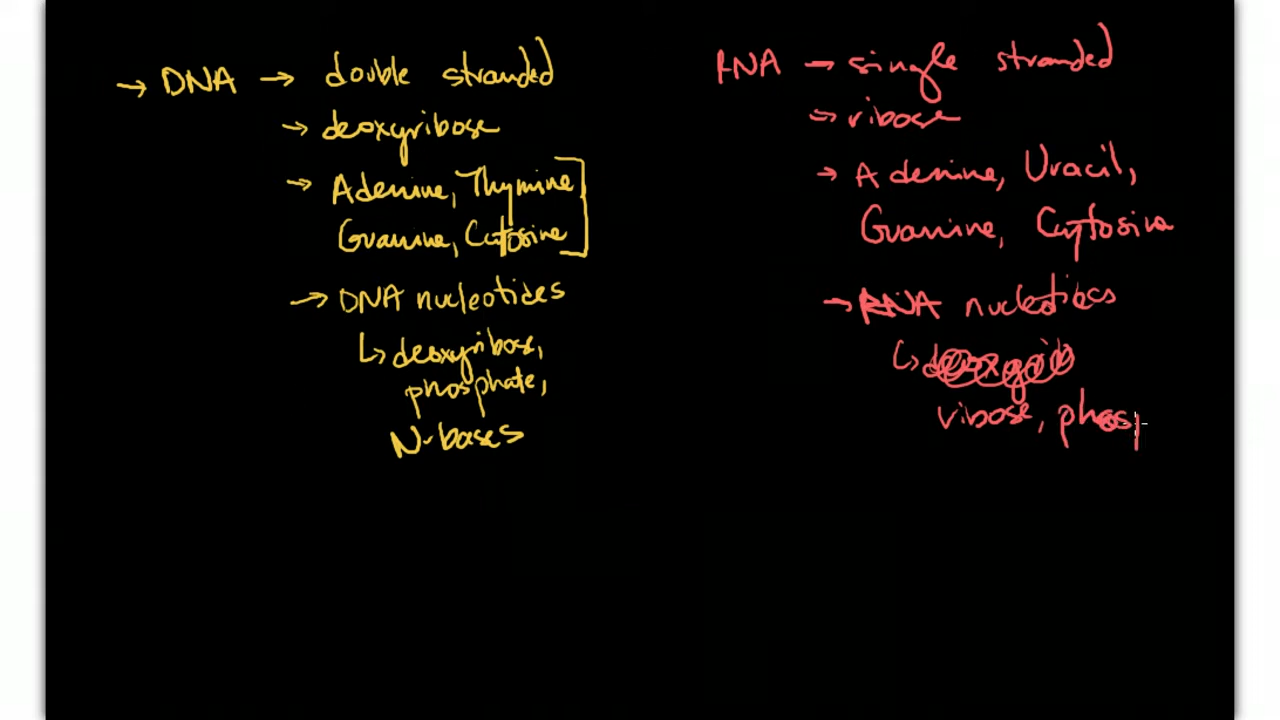 → DNA → double stranded
→ deoxyribose
→ Adenine, Thymine
Guanine, Cytosine
→ DNA nucleotides
↳ deoxyribose,
phosphate,
N-bases
RNA → single stranded
→ ribose
→ Adenine, Uracil,
Guanine, Cytosine
→ RNA nucleotides
↳
ribose, phosp